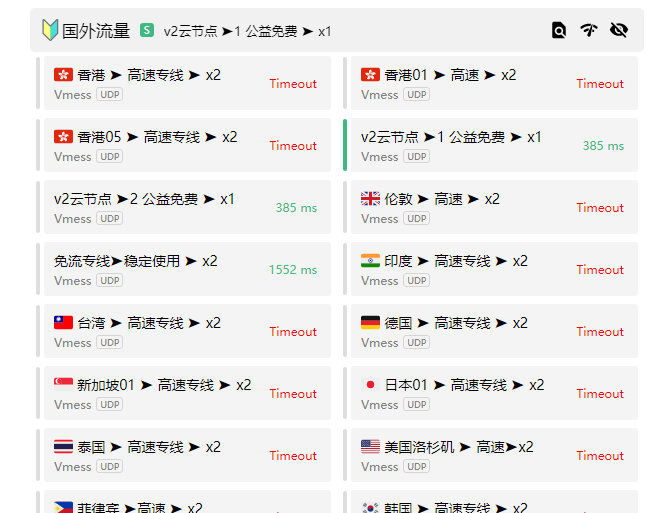 国外流量 S v2云节点 ➤1 公益免费 ➤ x1
香港 ➤ 高速专线 ➤ x2
Vmess UDP
Timeout
香港01 ➤ 高速 ➤ x2
Vmess UDP
Timeout
香港05 ➤ 高速专线 ➤ x2
Vmess UDP
Timeout
v2云节点 ➤1 公益免费 ➤ x1
Vmess UDP
385 ms
v2云节点 ➤2 公益免费 ➤ x1
Vmess UDP
385 ms
伦敦 ➤ 高速 ➤ x2
Vmess UDP
Timeout
免流专线➤稳定使用 ➤ x2
Vmess UDP
1552 ms
印度 ➤ 高速专线 ➤ x2
Vmess UDP
Timeout
台湾 ➤ 高速专线 ➤ x2
Vmess UDP
Timeout
德国 ➤ 高速专线 ➤ x2
Vmess UDP
Timeout
新加坡01 ➤ 高速专线 ➤ x2
Vmess UDP
Timeout
日本01 ➤ 高速专线 ➤ x2
Vmess UDP
Timeout
泰国 ➤ 高速专线 ➤ x2
Vmess UDP
Timeout
美国洛杉矶 ➤ 高速➤x2
Vmess UDP
Timeout
菲律宾 ➤高速 ➤ x2
韩国 ➤ 高速专线 ➤ x2